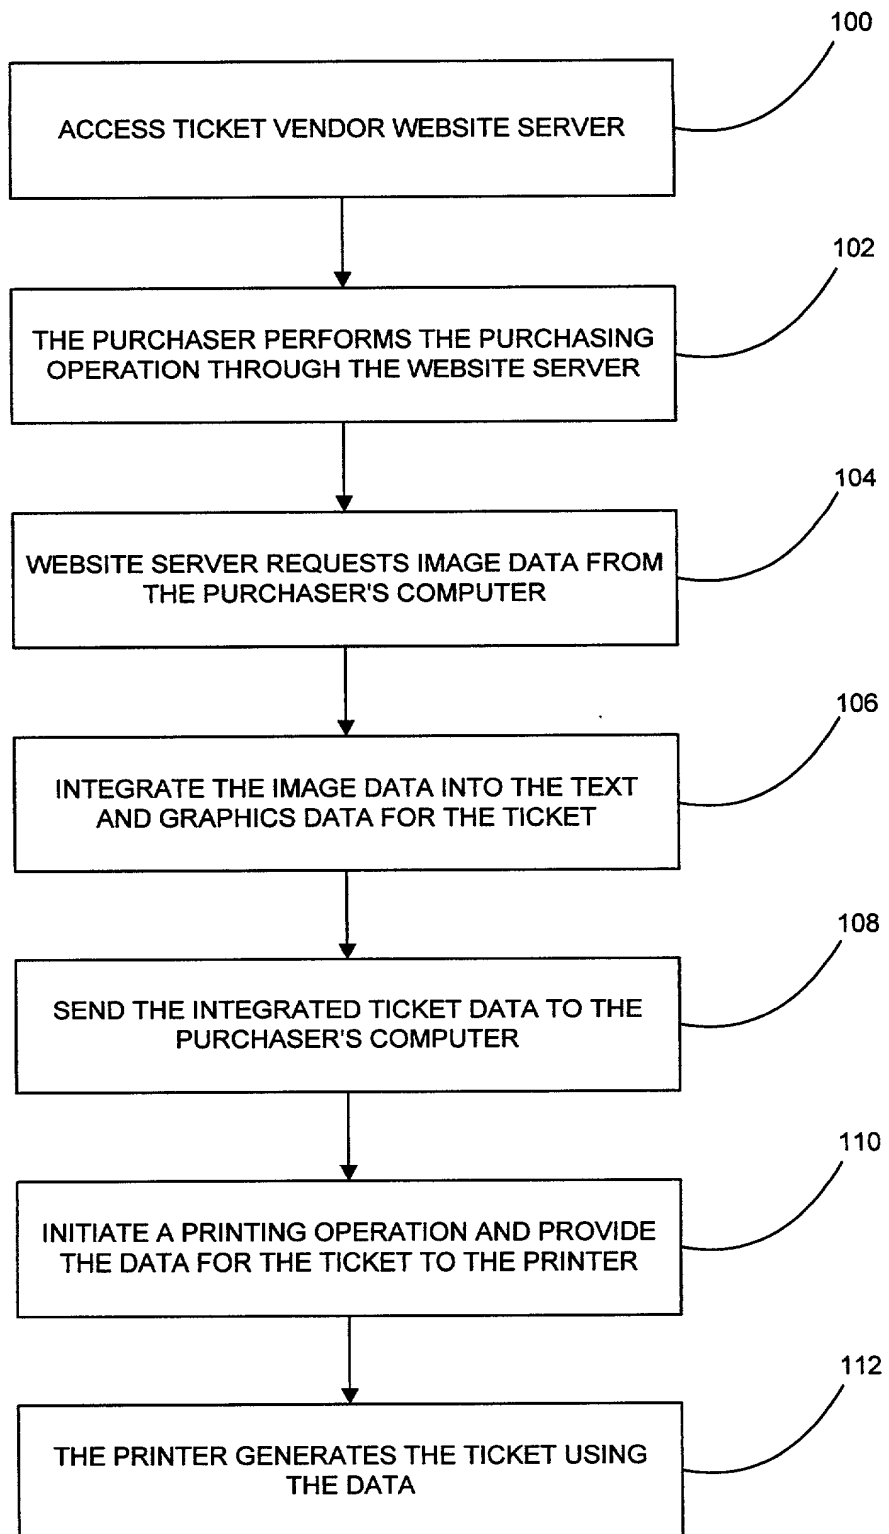 100
ACCESS TICKET VENDOR WEBSITE SERVER
102
THE PURCHASER PERFORMS THE PURCHASING
OPERATION THROUGH THE WEBSITE SERVER
104
WEBSITE SERVER REQUESTS IMAGE DATA FROM
THE PURCHASER'S COMPUTER
106
INTEGRATE THE IMAGE DATA INTO THE TEXT
AND GRAPHICS DATA FOR THE TICKET
108
SEND THE INTEGRATED TICKET DATA TO THE
PURCHASER'S COMPUTER
110
INITIATE A PRINTING OPERATION AND PROVIDE
THE DATA FOR THE TICKET TO THE PRINTER
112
THE PRINTER GENERATES THE TICKET USING
THE DATA